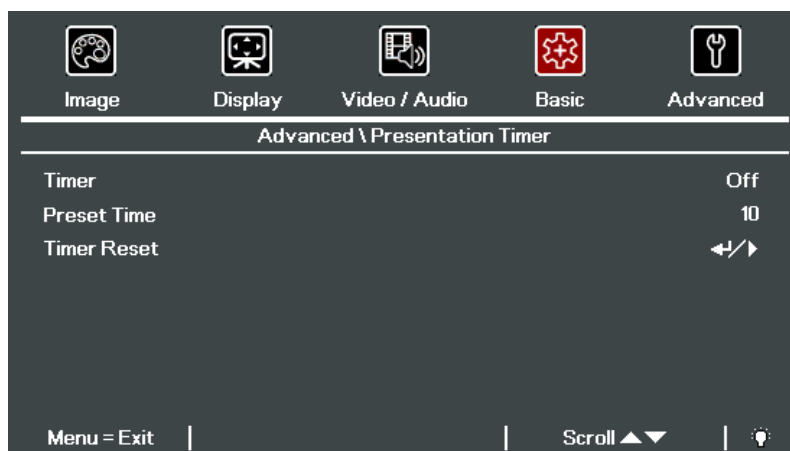 Image Display Video / Audio Basic Advanced
Advanced \ Presentation Timer
Timer Off
Preset Time 10
Timer Reset
Menu = Exit Scroll